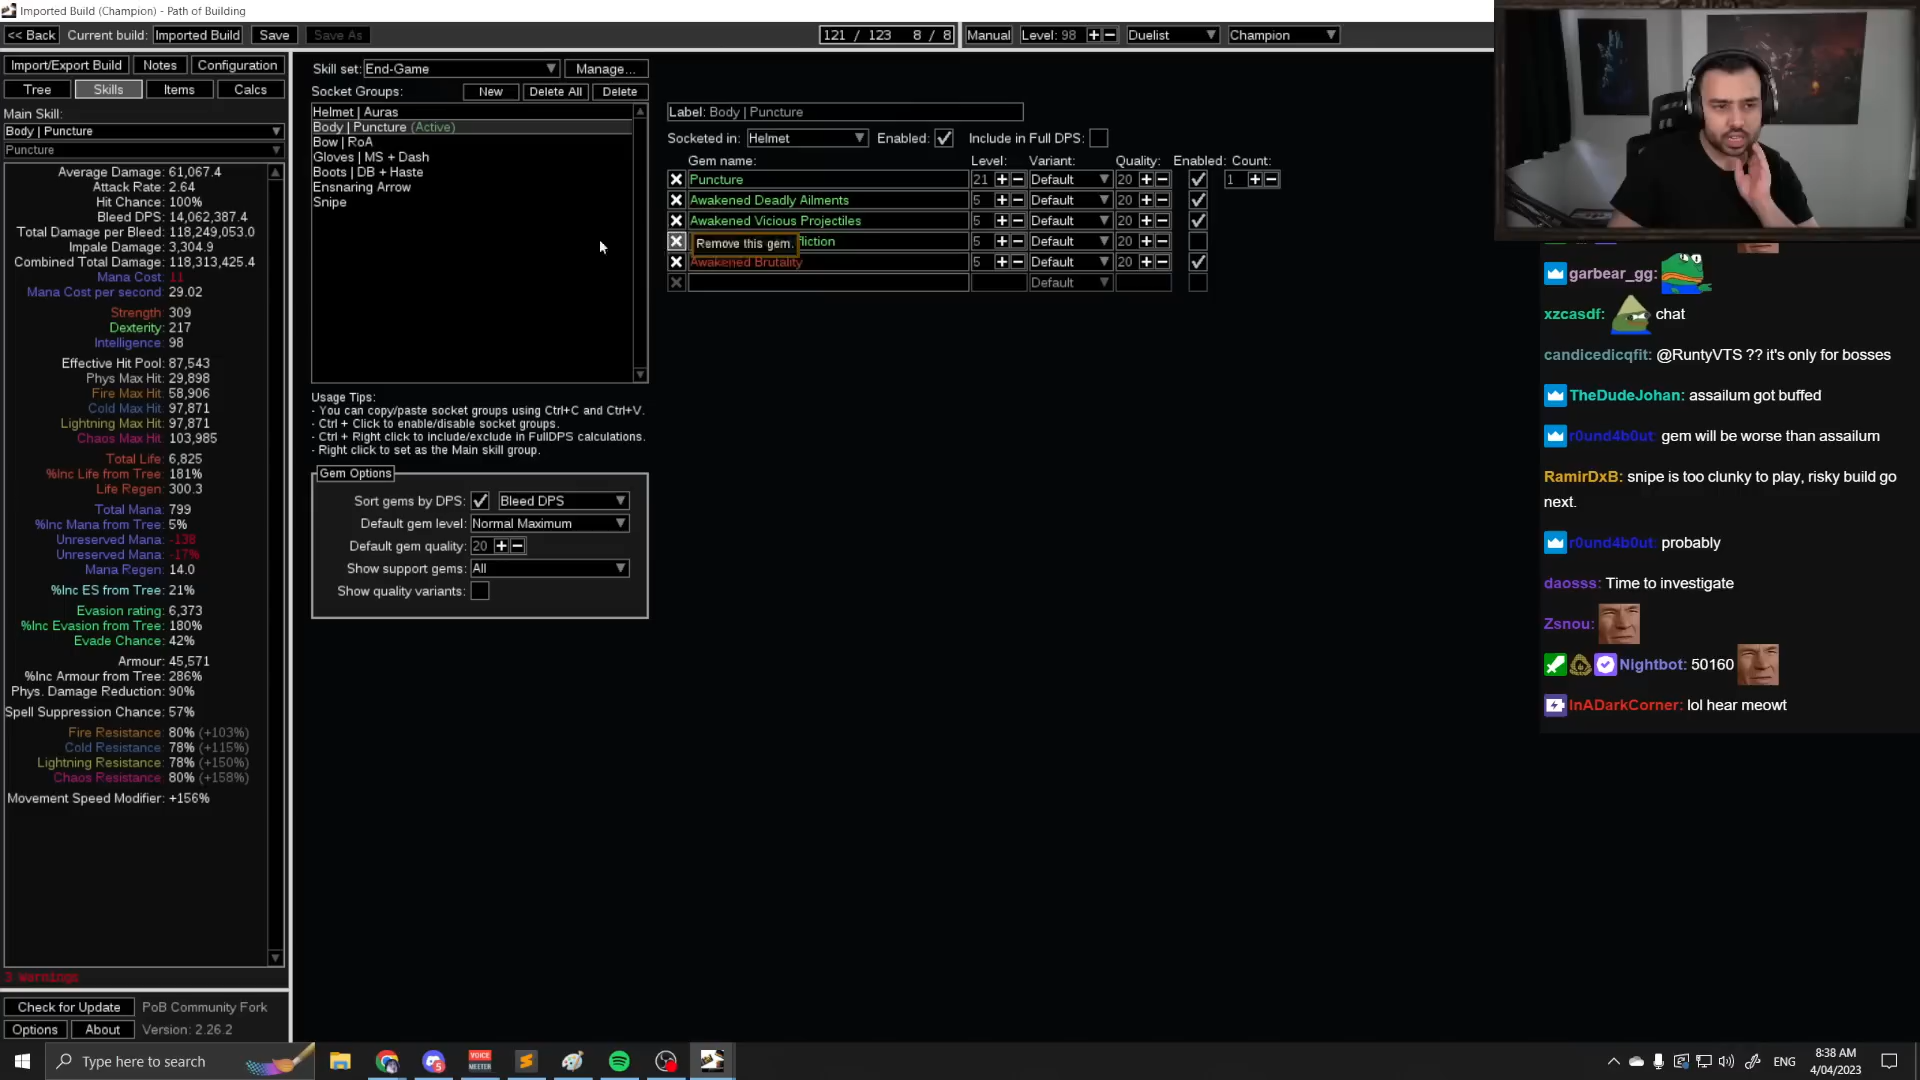 Imported Build (Champion) - Path of Building
<< Back Current build: Imported Build Save Save As 121 / 123 8 / 8 Manual Level: 98 Duelist Champion
Import/Export Build Notes Configuration
Tree Skills Items Calcs
Main Skill:
Body | Puncture
Puncture
Average Damage: 61,067.4
Attack Rate: 2.64
Hit Chance: 100%
Bleed DPS: 14,062,387.4
Total Damage per Bleed: 118,249,053.0
Impale Damage: 3,304.9
Combined Total Damage: 118,313,425.4
Mana Cost: 11
Mana Cost per second: 29.02
Strength: 309
Dexterity: 217
Intelligence: 98
Effective Hit Pool: 87,543
Phys Max Hit: 29,898
Fire Max Hit: 58,906
Cold Max Hit: 97,871
Lightning Max Hit: 97,871
Chaos Max Hit: 103,985
Total Life: 6,825
%Inc Life from Tree: 181%
Life Regen: 300.3
Total Mana: 799
%Inc Mana from Tree: 5%
Unreserved Mana: -138
Unreserved Mana: -17%
Mana Regen: 14.0
%Inc ES from Tree: 21%
Evasion rating: 6,373
%Inc Evasion from Tree: 180%
Evade Chance: 42%
Armour: 45,571
%Inc Armour from Tree: 286%
Phys. Damage Reduction: 90%
Spell Suppression Chance: 57%
Fire Resistance: 80% (+103%)
Cold Resistance: 78% (+115%)
Lightning Resistance: 78% (+150%)
Chaos Resistance: 80% (+158%)
Movement Speed Modifier: +156%
3 Warnings
Check for Update PoB Community Fork
Options About Version: 2.26.2
Skill set: End-Game Manage...
Socket Groups: New Delete All Delete
Helmet | Auras
Body | Puncture (Active)
Bow | RoA
Gloves | MS + Dash
Boots | DB + Haste
Ensnaring Arrow
Snipe
Usage Tips:
- You can copy/paste socket groups using Ctrl+C and Ctrl+V.
- Ctrl + Click to enable/disable socket groups.
- Ctrl + Right click to include/exclude in FullDPS calculations.
- Right click to set as the Main skill group.
Gem Options
Sort gems by DPS: Bleed DPS
Default gem level: Normal Maximum
Default gem quality: 20
Show support gems: All
Show quality variants:
Label: Body | Puncture
Socketed in: Helmet Enabled: Include in Full DPS:
Gem name: Level: Variant: Quality: Enabled: Count:
Puncture 21 Default 20 1
Awakened Deadly Ailments 5 Default 20
Awakened Vicious Projectiles 5 Default 20
Remove this gem. fliction 5 Default 20
Awakened Brutality 5 Default 20
Default
garbear_gg:
xzcasdf: chat
candicedicqfit: @RuntyVTS ?? it's only for bosses
TheDudeJohan: assailum got buffed
r0und4b0ut: gem will be worse than assailum
RamirDxB: snipe is too clunky to play, risky build go
next.
r0und4b0ut: probably
daosss: Time to investigate
Zsnou:
Nightbot: 50160
InADarkCorner: lol hear meowt
Type here to search
VOICE
MEETER
ENG
8:38 AM
4/04/2023